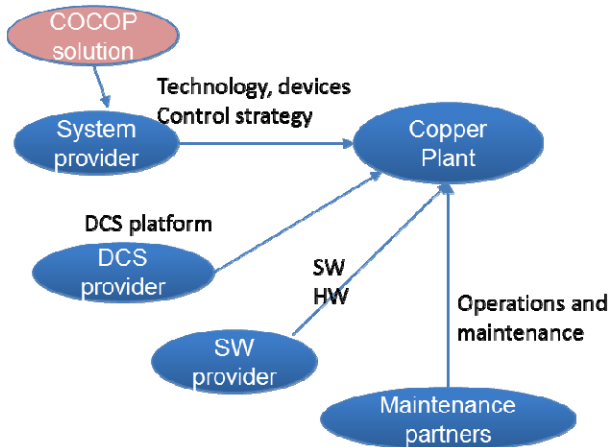 COCOP
solution
Technology, devices
Control strategy
System
provider
Copper
Plant
DCS platform
DCS
provider
SW
HW
SW
provider
Operations and
maintenance
Maintenance
partners